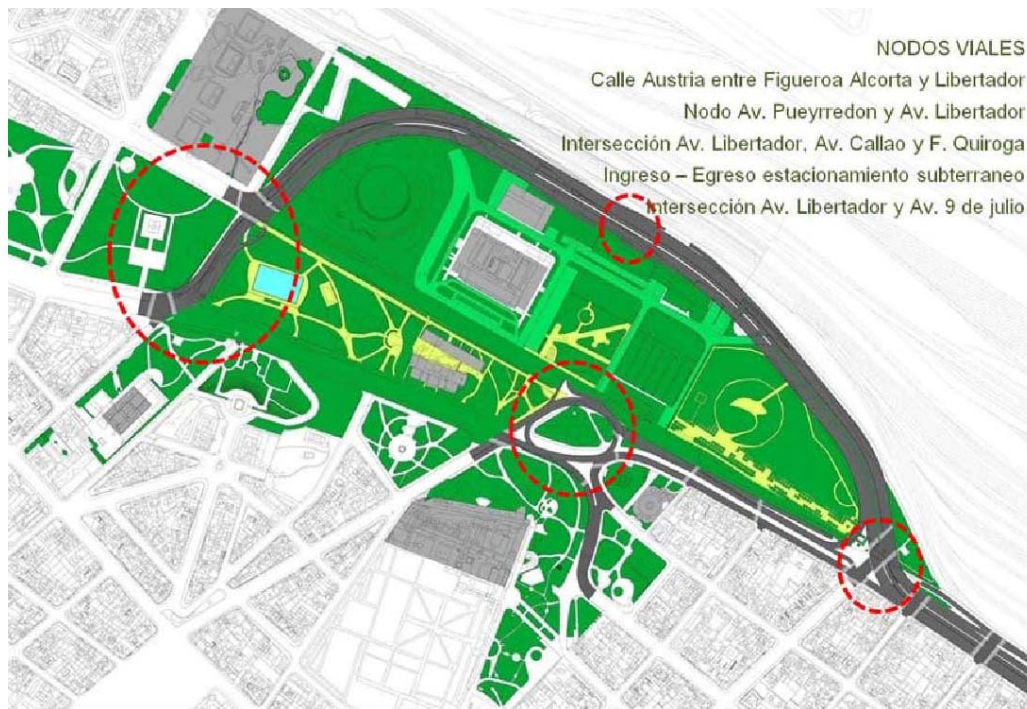 NODOS VIALES
Calle Austria entre Figueroa Alcorta y Libertador
Nodo Av. Pueyrredon y Av. Libertador
Intersección Av. Libertador, Av. Callao y F. Quiroga
Ingreso – Egreso estacionamiento subterraneo
Intersección Av. Libertador y Av. 9 de julio